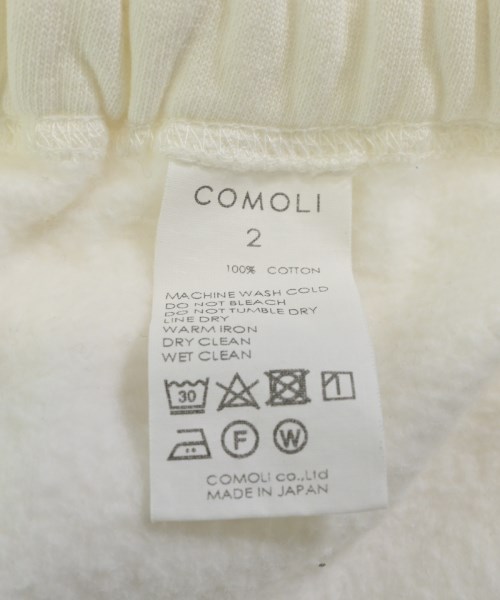 COMOLI
2
100% COTTON
MACHINE WASH COLD
DO NOT BLEACH
DO NOT TUMBLE DRY
LINE DRY
WARM IRON
DRY CLEAN
WET CLEAN
30
F W
COMOLI co.,Ltd
MADE IN JAPAN